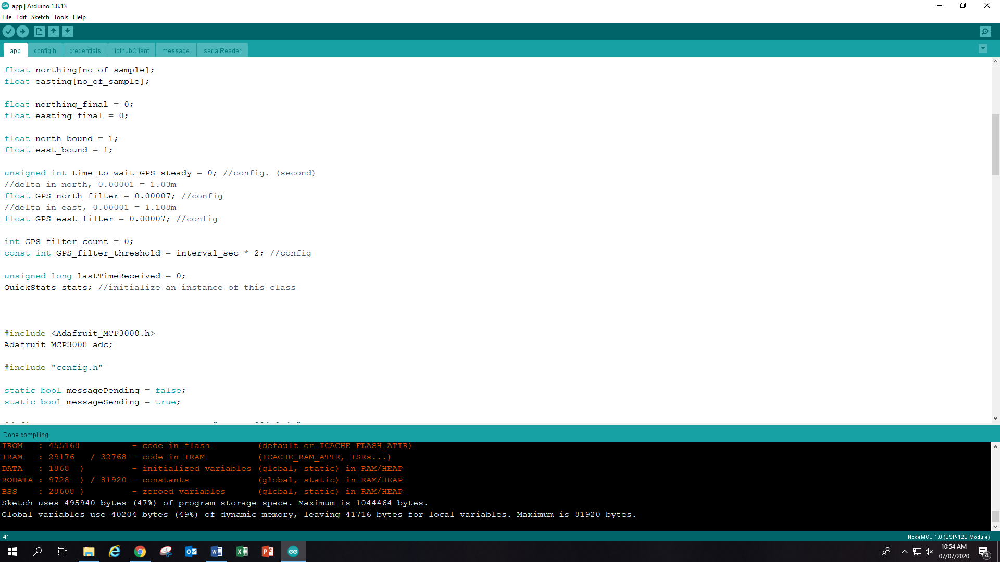 app | Arduino 1.8.13
File Edit Sketch Tools Help
app config.h credentials iothubClient message serialReader
float northing[no_of_sample];
float easting[no_of_sample];
float northing_final = 0;
float easting_final = 0;
float north_bound = 1;
float east_bound = 1;
unsigned int time_to_wait_GPS_steady = 0; //config. (second)
//delta in north, 0.00001 = 1.03m
float GPS_north_filter = 0.00007; //config
//delta in east, 0.00001 = 1.108m
float GPS_east_filter = 0.00007; //config
int GPS_filter_count = 0;
const int GPS_filter_threshold = interval_sec * 2; //config
unsigned long lastTimeReceived = 0;
QuickStats stats; //initialize an instance of this class
#include <Adafruit_MCP3008.h>
Adafruit_MCP3008 adc;
#include "config.h"
static bool messagePending = false;
static bool messageSending = true;
Done compiling.
IROM   : 455168          - code in flash         (default or ICACHE_FLASH_ATTR)
IRAM   : 29176   / 32768 - code in IRAM          (ICACHE_RAM_ATTR, ISRs...)
DATA   : 1868  )         - initialized variables (global, static) in RAM/HEAP
RODATA : 9728  ) / 81920 - constants             (global, static) in RAM/HEAP
BSS    : 28608 )         - zeroed variables      (global, static) in RAM/HEAP
Sketch uses 495940 bytes (47%) of program storage space. Maximum is 1044464 bytes.
Global variables use 40204 bytes (49%) of dynamic memory, leaving 41716 bytes for local variables. Maximum is 81920 bytes.
41 NodeMCU 1.0 (ESP-12E Module)
10:54 AM
07/07/2020
4